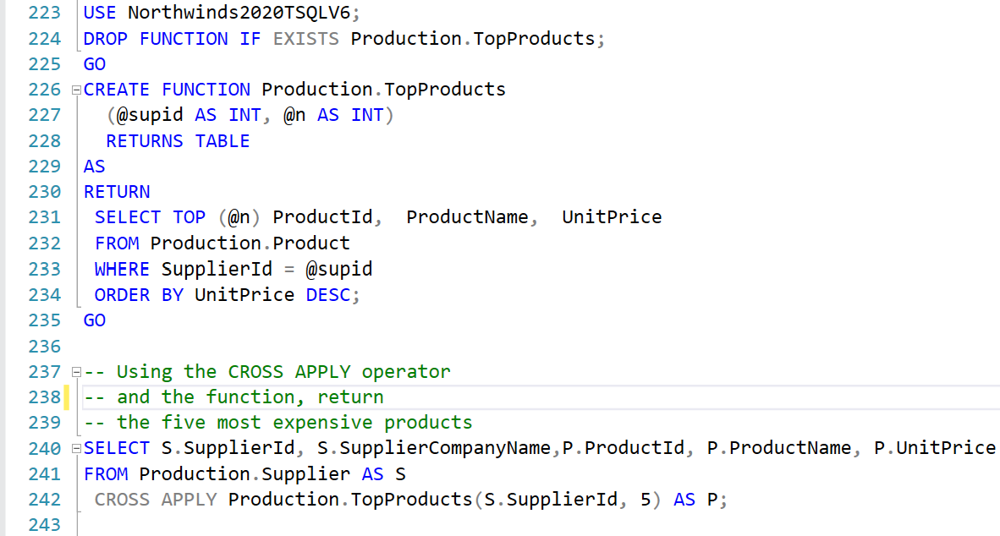 223 USE Northwinds2020TSQLV6;
224 DROP FUNCTION IF EXISTS Production.TopProducts;
225 GO
226 CREATE FUNCTION Production.TopProducts
227   (@supid AS INT, @n AS INT)
228   RETURNS TABLE
229 AS
230 RETURN
231  SELECT TOP (@n) ProductId,  ProductName,  UnitPrice
232  FROM Production.Product
233  WHERE SupplierId = @supid
234  ORDER BY UnitPrice DESC;
235 GO
236
237 -- Using the CROSS APPLY operator
238 -- and the function, return
239 -- the five most expensive products
240 SELECT S.SupplierId, S.SupplierCompanyName,P.ProductId, P.ProductName, P.UnitPrice
241 FROM Production.Supplier AS S
242  CROSS APPLY Production.TopProducts(S.SupplierId, 5) AS P;
243